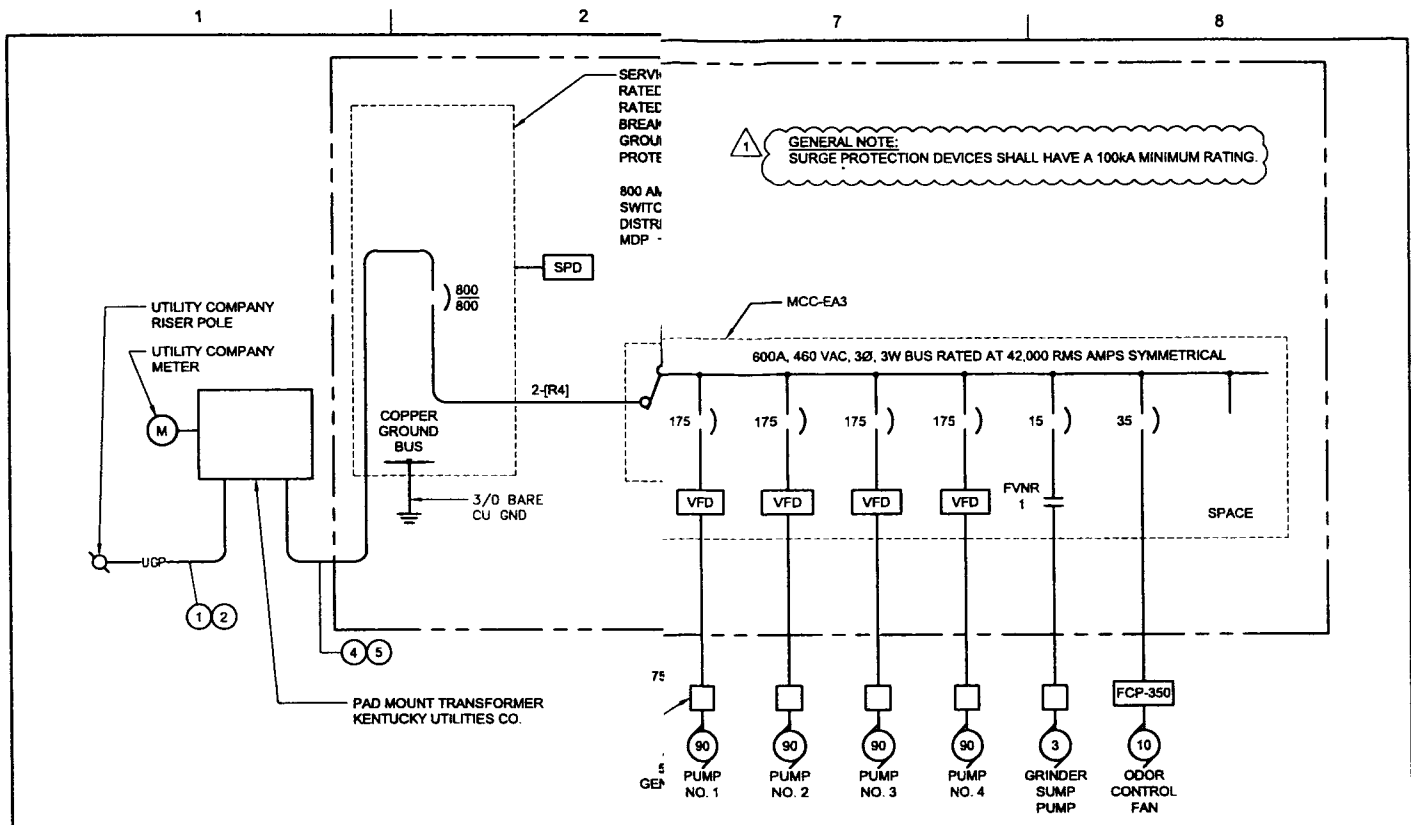 1
2
7
8
SERVI
RATED
RATED
BREAK
GROU
PROTE
800 AM
SWITC
DISTRI
MDP -
1
GENERAL NOTE:
SURGE PROTECTION DEVICES SHALL HAVE A 100kA MINIMUM RATING.
SPD
800
800
UTILITY COMPANY
RISER POLE
UTILITY COMPANY
METER
M
MCC-EA3
600A, 460 VAC, 3Ø, 3W BUS RATED AT 42,000 RMS AMPS SYMMETRICAL
2-[R4]
COPPER
GROUND
BUS
175
175
175
175
15
35
3/0 BARE
CU GND
VFD
VFD
VFD
VFD
FVNR
1
SPACE
UGP
1 2
4 5
75
PAD MOUNT TRANSFORMER
KENTUCKY UTILITIES CO.
FCP-350
90
90
90
90
3
10
5
GEN
PUMP
NO. 1
PUMP
NO. 2
PUMP
NO. 3
PUMP
NO. 4
GRINDER
SUMP
PUMP
ODOR
CONTROL
FAN